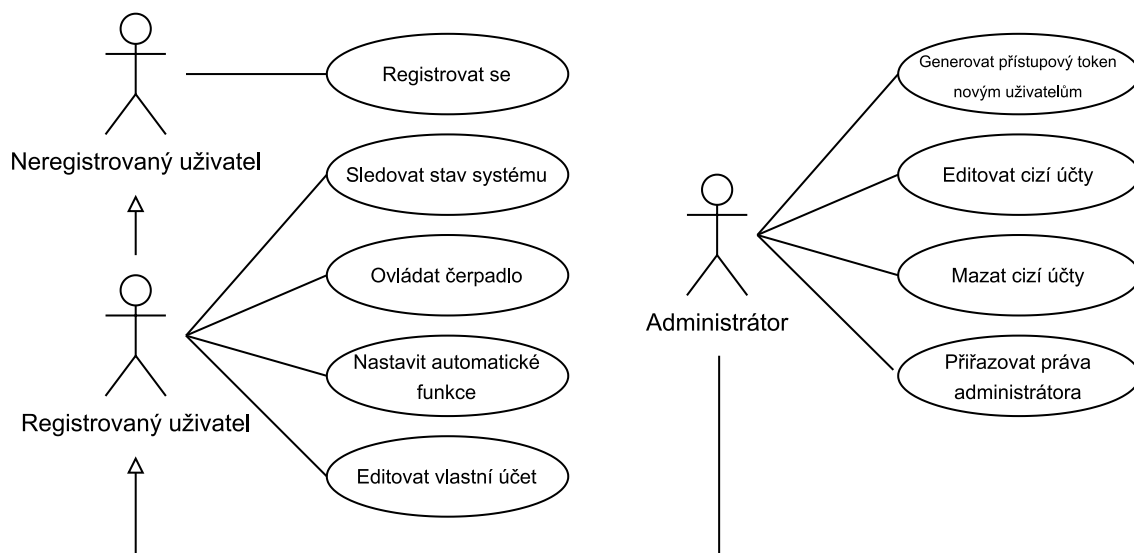 Registrovat se
Neregistrovaný uživatel
Sledovat stav systému
Ovládat čerpadlo
Nastavit automatické
funkce
Registrovaný uživatel
Editovat vlastní účet
Generovat přístupový token
novým uživatelům
Editovat cizí účty
Mazat cizí účty
Administrátor
Přiřazovat práva
administrátora